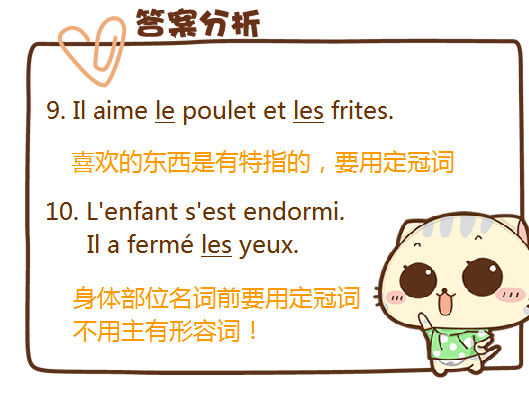 答案分析
9. Il aime le poulet et les frites.
喜欢的东西是有特指的，要用定冠词
10. L'enfant s'est endormi.
Il a fermé les yeux.
身体部位名词前要用定冠词
不用主有形容词！